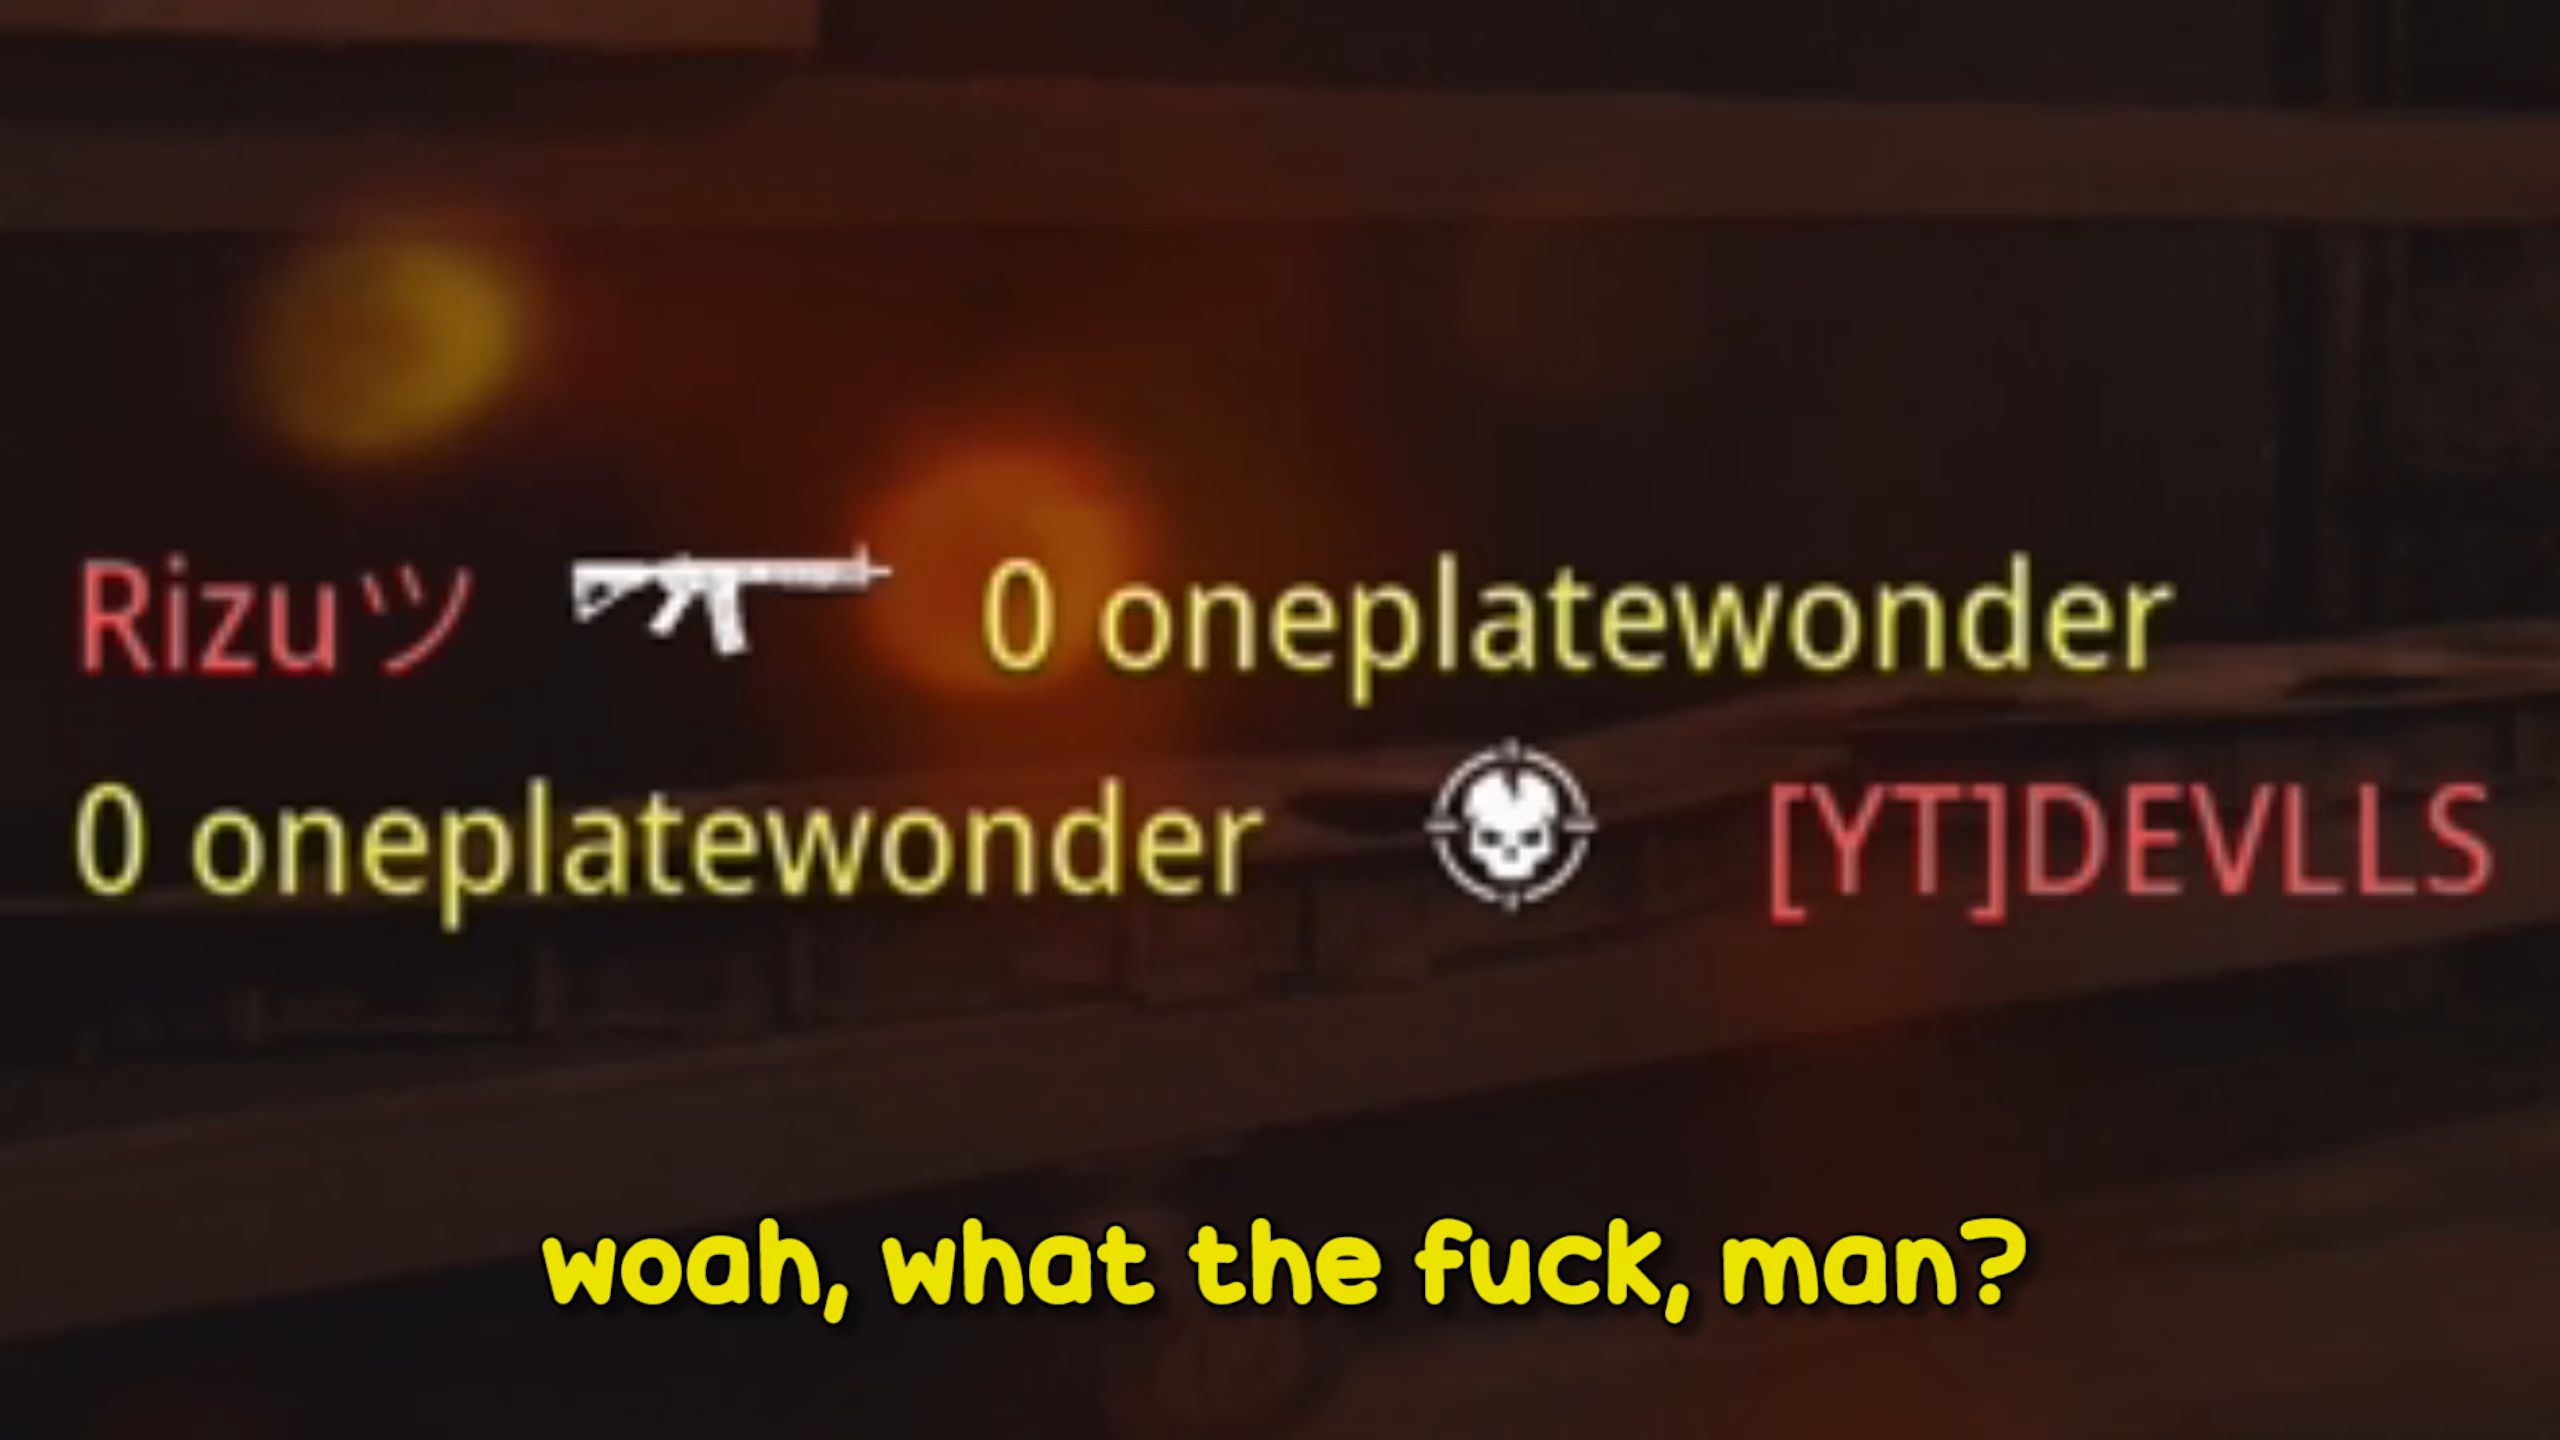 Rizuツ 0 oneplatewonder
0 oneplatewonder [YT]DEVLLS
woah, what the fuck, man?